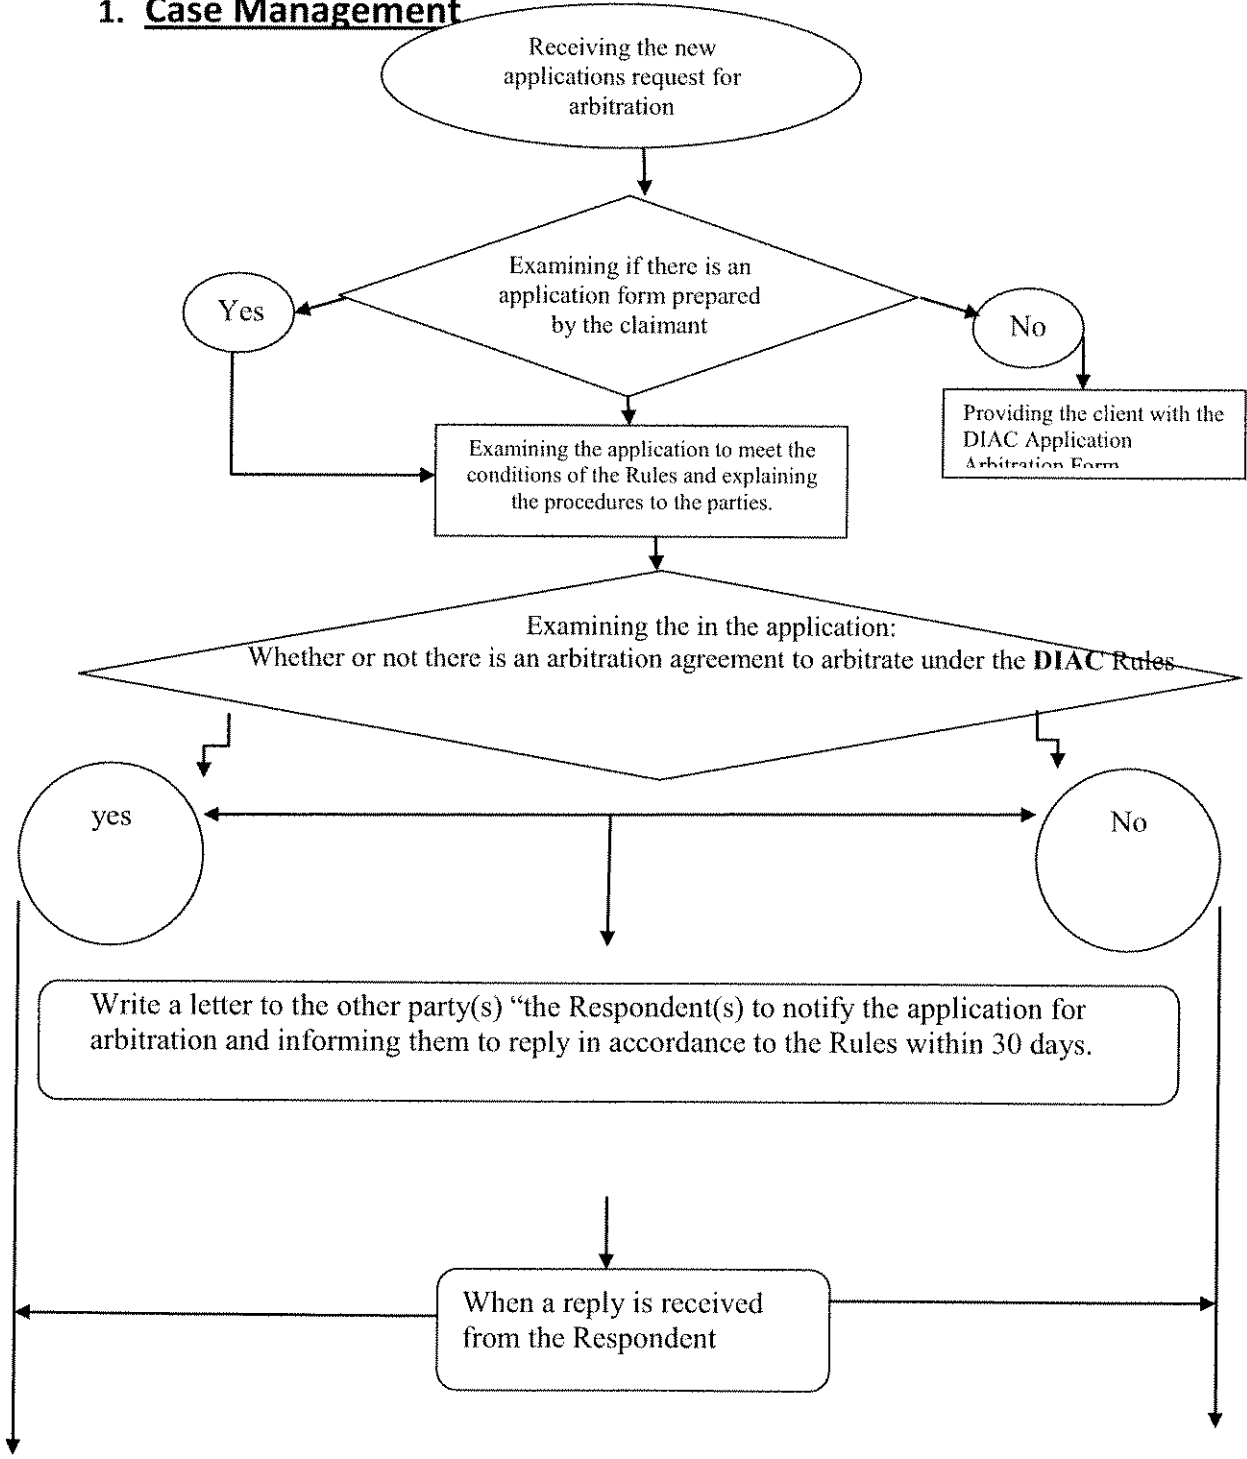 1. Case Management
Receiving the new
applications request for
arbitration
Examining if there is an
application form prepared
by the claimant
Yes
No
Providing the client with the
DIAC Application
Arbitration Form
Examining the application to meet the
conditions of the Rules and explaining
the procedures to the parties.
Examining the in the application:
Whether or not there is an arbitration agreement to arbitrate under the DIAC Rules
yes
No
Write a letter to the other party(s) “the Respondent(s) to notify the application for
arbitration and informing them to reply in accordance to the Rules within 30 days.
When a reply is received
from the Respondent